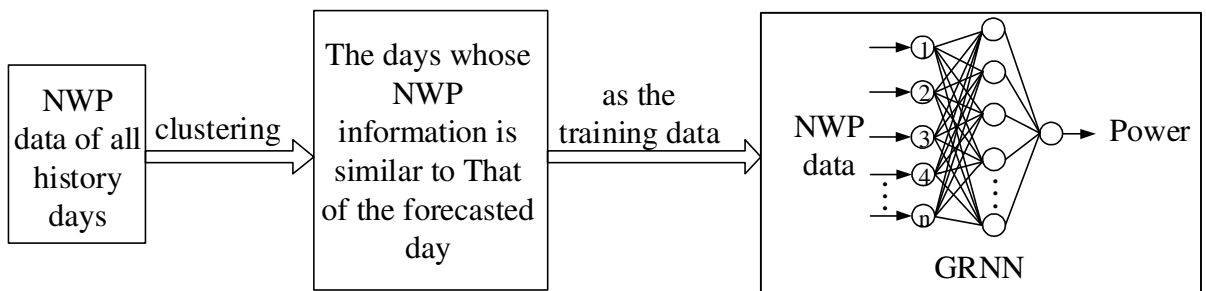 NWP
data of all
history
days
clustering
The days whose
NWP
information is
similar to That
of the forecasted
day
as the
training data
NWP
data
1
2
3
4
n
Power
GRNN